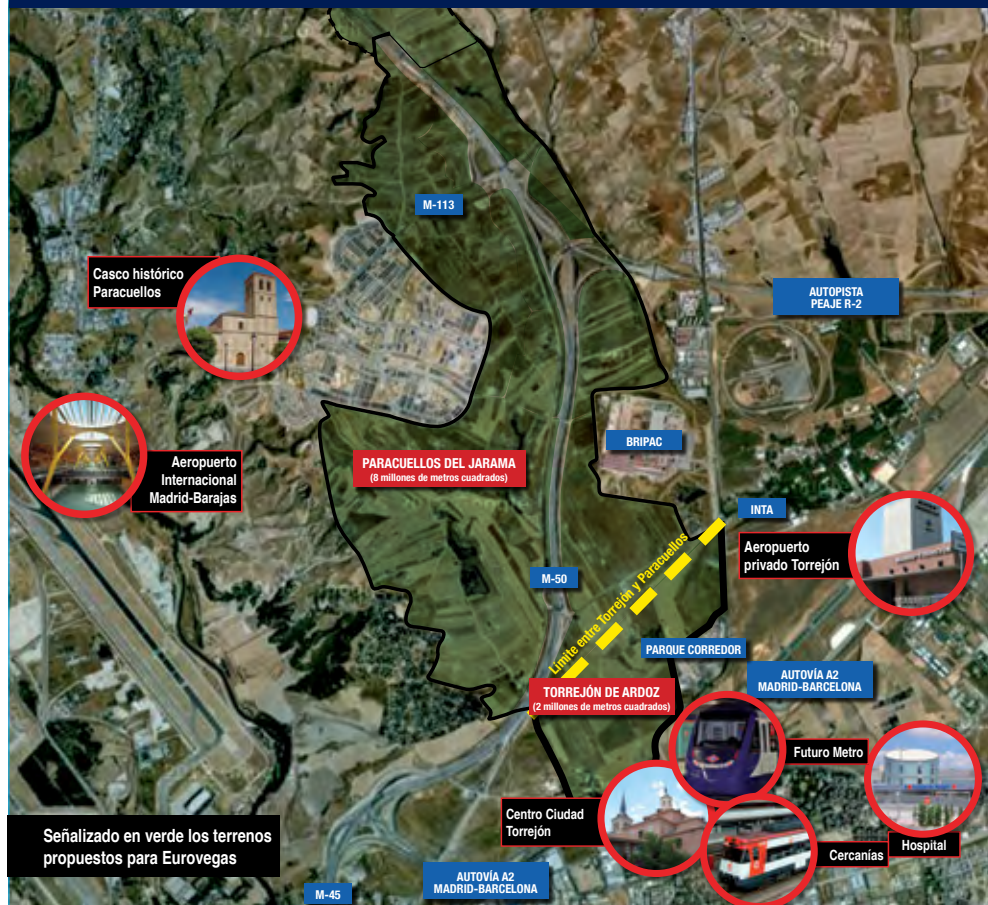 M-113
Casco histórico
Paracuellos
AUTOPISTA
PEAJE R-2
BRIPAC
PARACUELLOS DEL JARAMA
(8 millones de metros cuadrados)
Aeropuerto
Internacional
Madrid-Barajas
INTA
Aeropuerto
privado Torrejón
Límite entre Torrejón y Paracuellos
M-50
PARQUE CORREDOR
TORREJÓN DE ARDOZ
(2 millones de metros cuadrados)
AUTOVÍA A2
MADRID-BARCELONA
Futuro Metro
Centro Ciudad
Torrejón
Cercanías
Hospital
Señalizado en verde los terrenos
propuestos para Eurovegas
AUTOVÍA A2
MADRID-BARCELONA
M-45